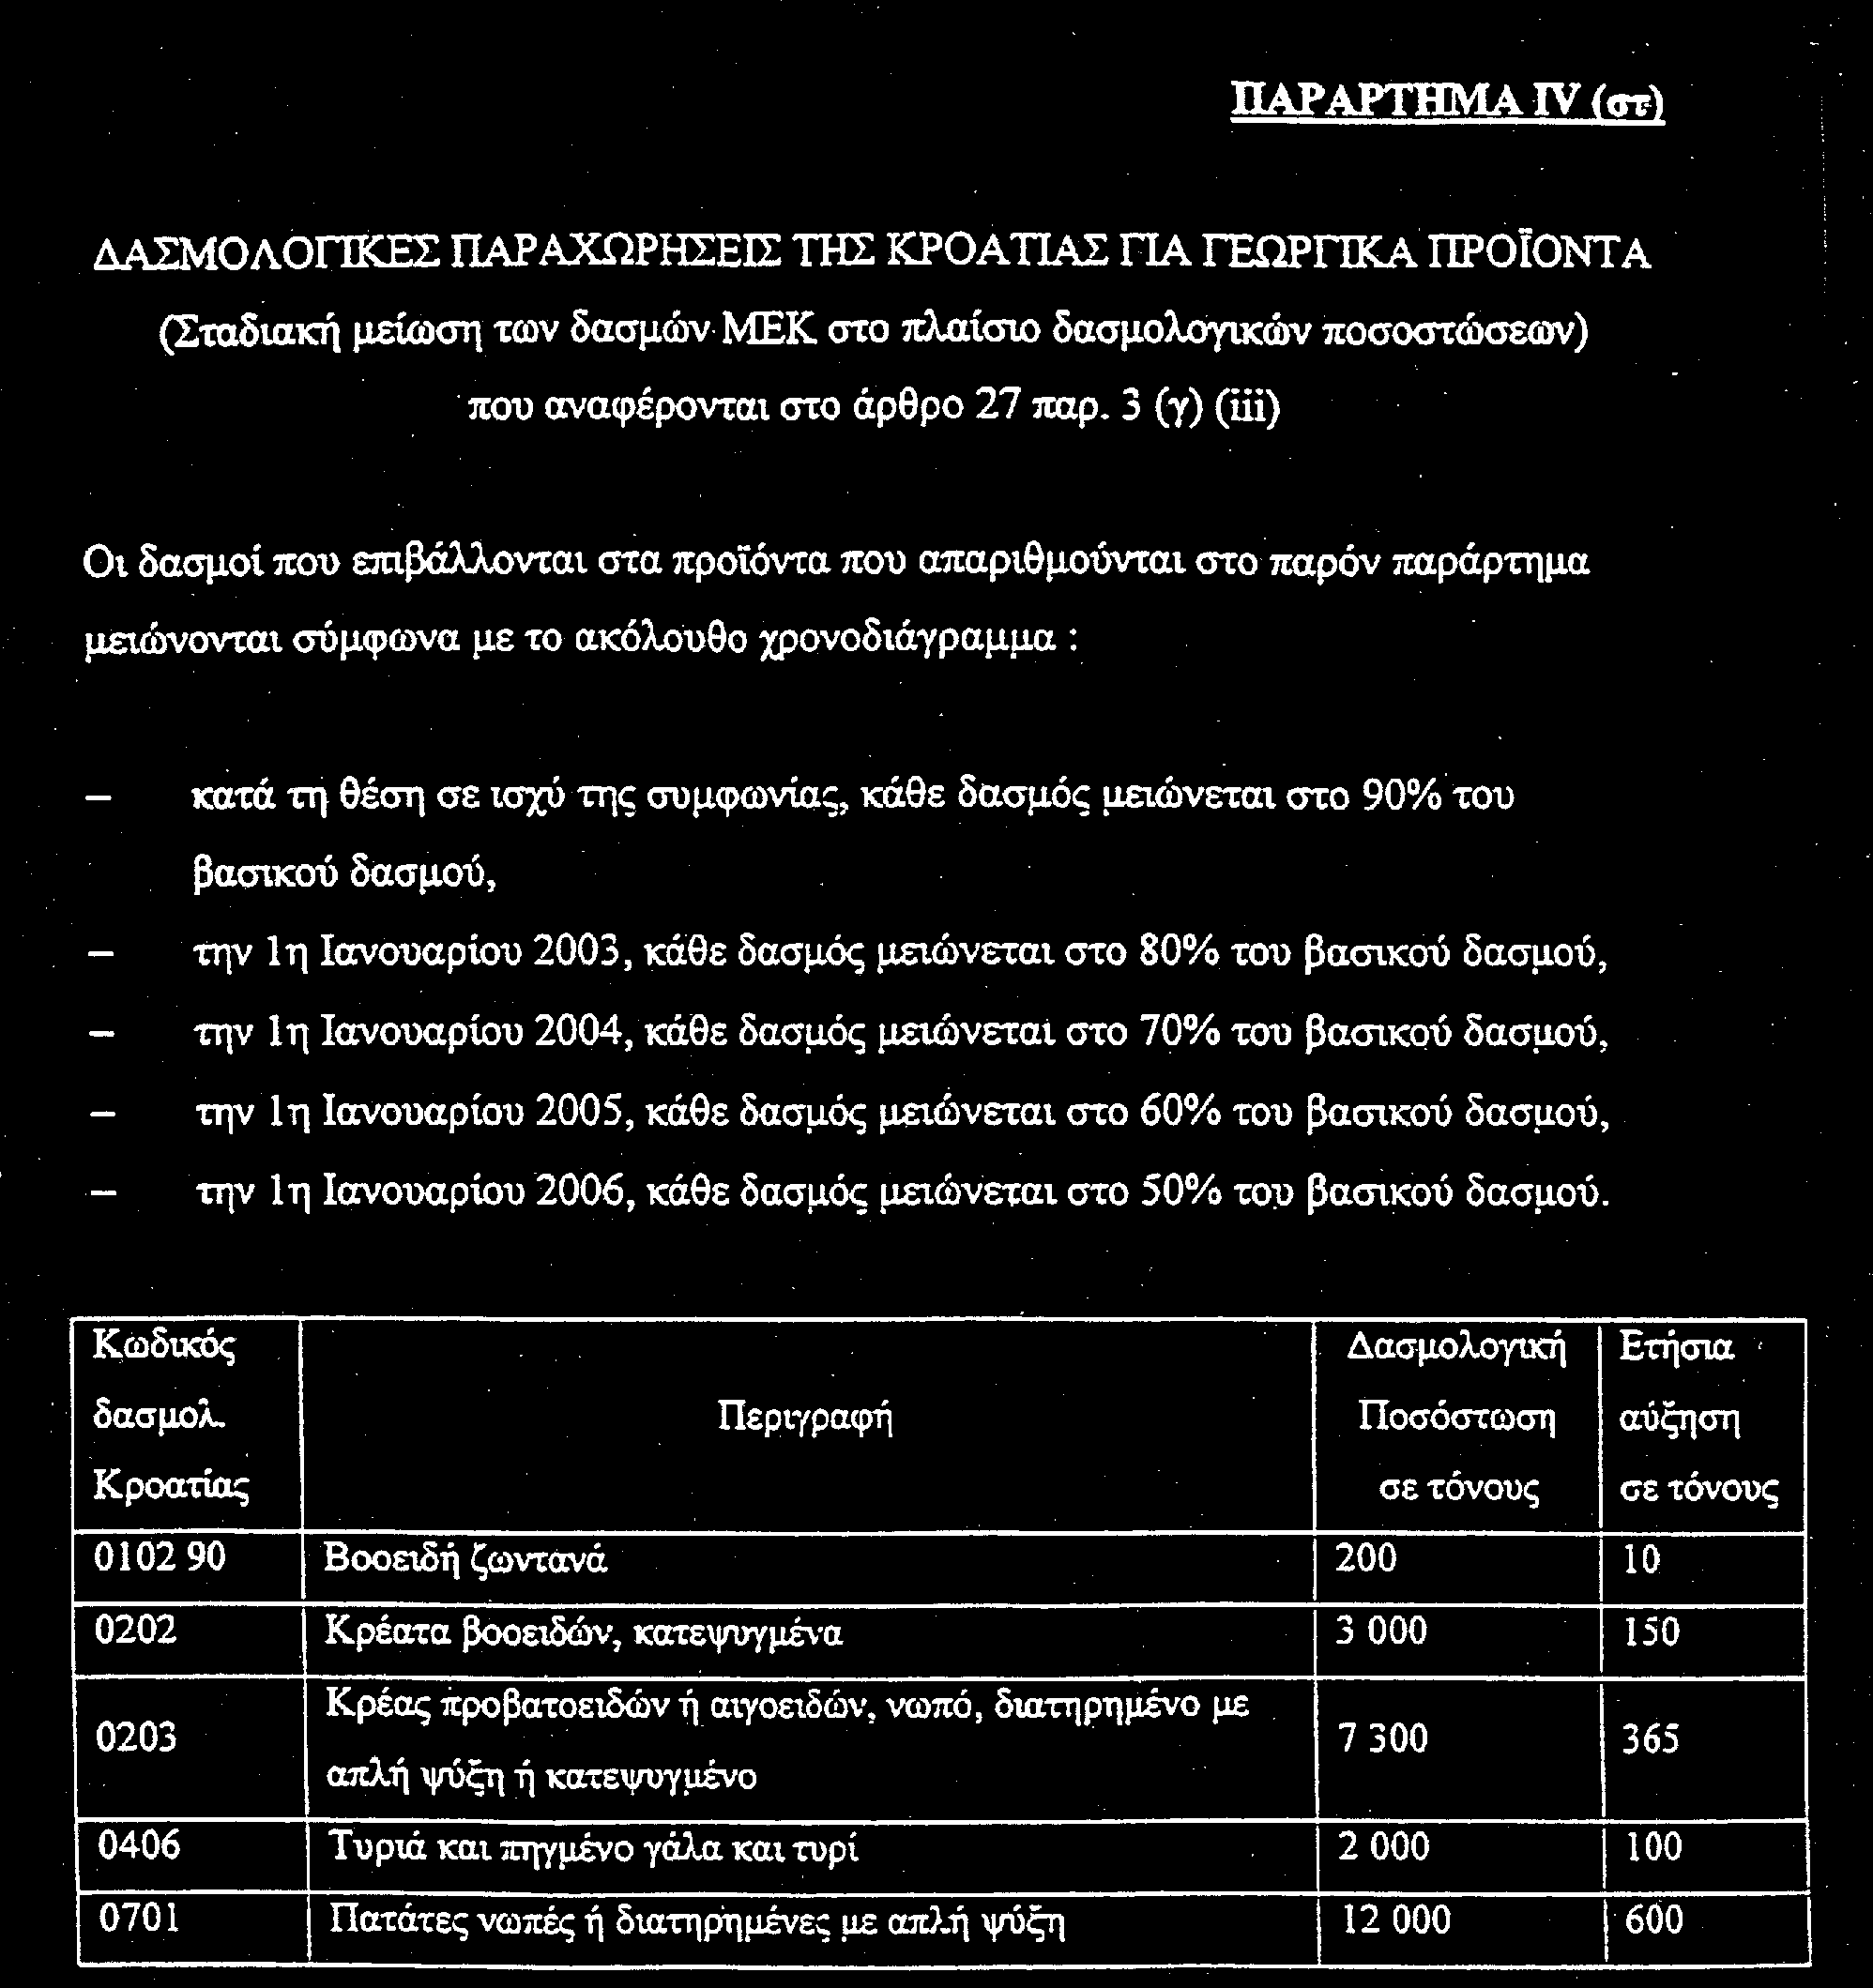 ΠΑΡΑΡΤΗΜΑ IV (στ)
ΔΑΣΜΟΛΟΓΙΚΕΣ ΠΑΡΑΧΩΡΗΣΕΙΣ ΤΗΣ ΚΡΟΑΤΙΑΣ ΓΙΑ ΓΕΩΡΓΙΚΑ ΠΡΟΪΟΝΤΑ
(Σταδιακή μείωση των δασμών ΜΕΚ στο πλαίσιο δασμολογικών ποσοστώσεων)
που αναφέρονται στο άρθρο 27 παρ. 3 (γ) (iii)
Οι δασμοί που επιβάλλονται στα προϊόντα που απαριθμούνται στο παρόν παράρτημα
μειώνονται σύμφωνα με το ακόλουθο χρονοδιάγραμμα :
– κατά τη θέση σε ισχύ της συμφωνίας, κάθε δασμός μειώνεται στο 90% του
βασικού δασμού,
– την 1η Ιανουαρίου 2003, κάθε δασμός μειώνεται στο 80% του βασικού δασμού,
– την 1η Ιανουαρίου 2004, κάθε δασμός μειώνεται στο 70% του βασικού δασμού,
– την 1η Ιανουαρίου 2005, κάθε δασμός μειώνεται στο 60% του βασικού δασμού,
– την 1η Ιανουαρίου 2006, κάθε δασμός μειώνεται στο 50% του βασικού δασμού.
Κωδικός δασμολ. Κροατίας
Περιγραφή
Δασμολογική Ποσόστωση σε τόνους
Ετήσια αύξηση σε τόνους
0102 90 Βοοειδή ζωντανά 200 10
0202 Κρέατα βοοειδών, κατεψυγμένα 3 000 150
0203 Κρέας προβατοειδών ή αιγοειδών, νωπό, διατηρημένο με
απλή ψύξη ή κατεψυγμένο 7 300 365
0406 Τυριά και πηγμένο γάλα και τυρί 2 000 100
0701 Πατάτες νωπές ή διατηρημένες με απλή ψύξη 12 000 600